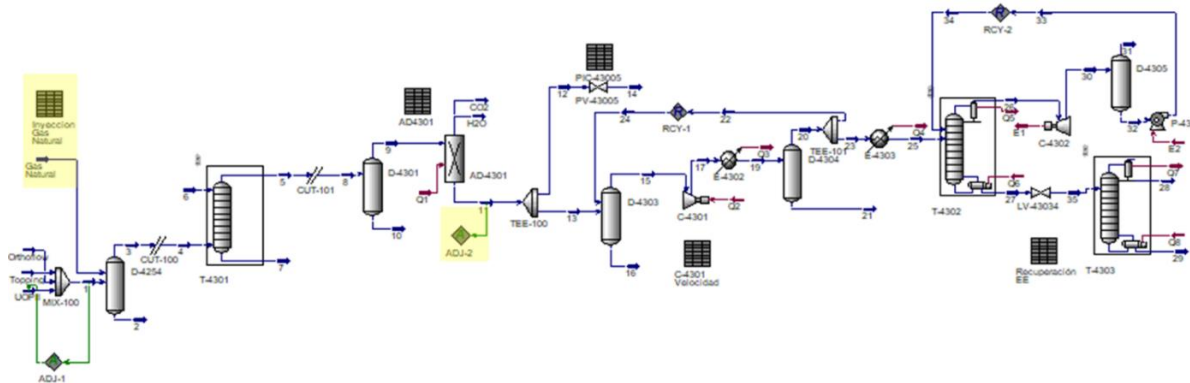 34
RCY-2
33
31
30
D-4305
32
E2
Inyeccion
Gas
Natural
Gas
Natural
AD4301
CO2
H2O
12
PIC-43005
PV-43005
14
24
RCY-1
22
26
Q5
E1
C-4302
9
D-4301
5
CUT-101
8
6
T-4301
7
10
Q1
AD-4301
11
ADJ-2
TEE-100
13
15
D-4303
C-4301
Q2
16
17
Q3
E-4302
19
20
D-4304
TEE-101
23
Q4
E-4303
25
21
Q6
T-4302
27
LV-43034
35
Q7
28
Q8
T-4303
29
C-4301
Velocidad
Recuperación
EE
Orthoflow
Topping
MIX-100
1
3
D-4254
CUT-100
4
2
ADJ-1